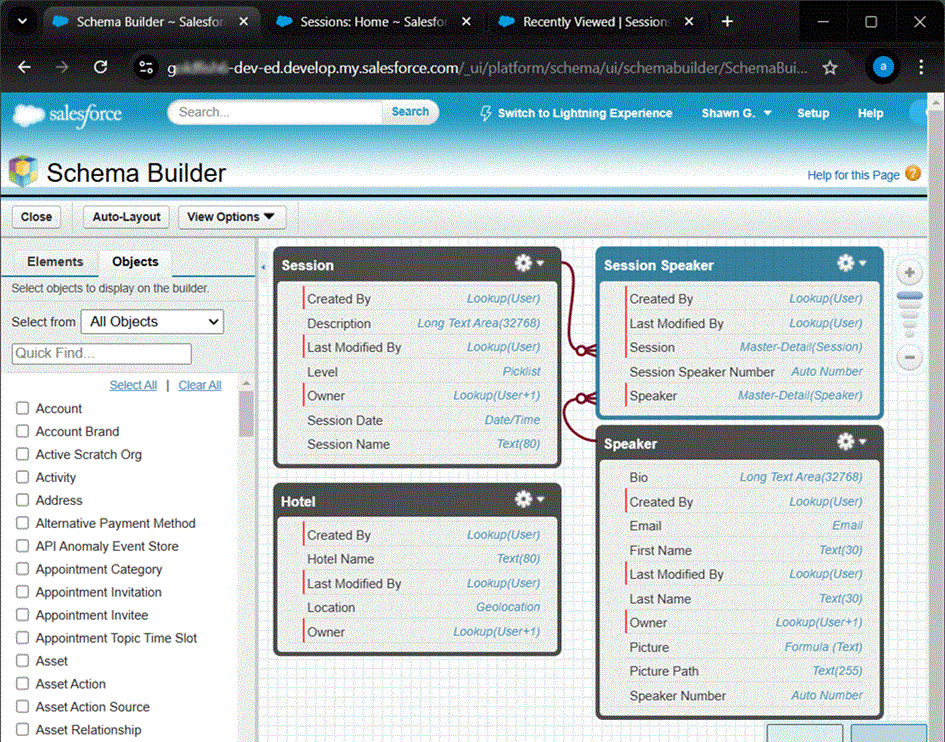 Schema Builder ~ Salesfor
Sessions: Home ~ Salesfor
Recently Viewed | Session
-dev-ed.develop.my.salesforce.com/_ui/platform/schema/ui/schemabuilder/SchemaBui...
a
salesforce
Search...
Search
Switch to Lightning Experience
Shawn G.
Setup
Help
Schema Builder
Help for this Page ?
Close
Auto-Layout
View Options
Elements
Objects
Select objects to display on the builder.
Select from All Objects
Quick Find...
Select All | Clear All
Account
Account Brand
Active Scratch Org
Activity
Address
Alternative Payment Method
API Anomaly Event Store
Appointment Category
Appointment Invitation
Appointment Invitee
Appointment Topic Time Slot
Asset
Asset Action
Asset Action Source
Asset Relationship
Session
Created By Lookup(User)
Description Long Text Area(32768)
Last Modified By Lookup(User)
Level Picklist
Owner Lookup(User+1)
Session Date Date/Time
Session Name Text(80)
Hotel
Created By Lookup(User)
Hotel Name Text(80)
Last Modified By Lookup(User)
Location Geolocation
Owner Lookup(User+1)
Session Speaker
Created By Lookup(User)
Last Modified By Lookup(User)
Session Master-Detail(Session)
Session Speaker Number Auto Number
Speaker Master-Detail(Speaker)
Speaker
Bio Long Text Area(32768)
Created By Lookup(User)
Email Email
First Name Text(30)
Last Modified By Lookup(User)
Last Name Text(30)
Owner Lookup(User+1)
Picture Formula (Text)
Picture Path Text(255)
Speaker Number Auto Number